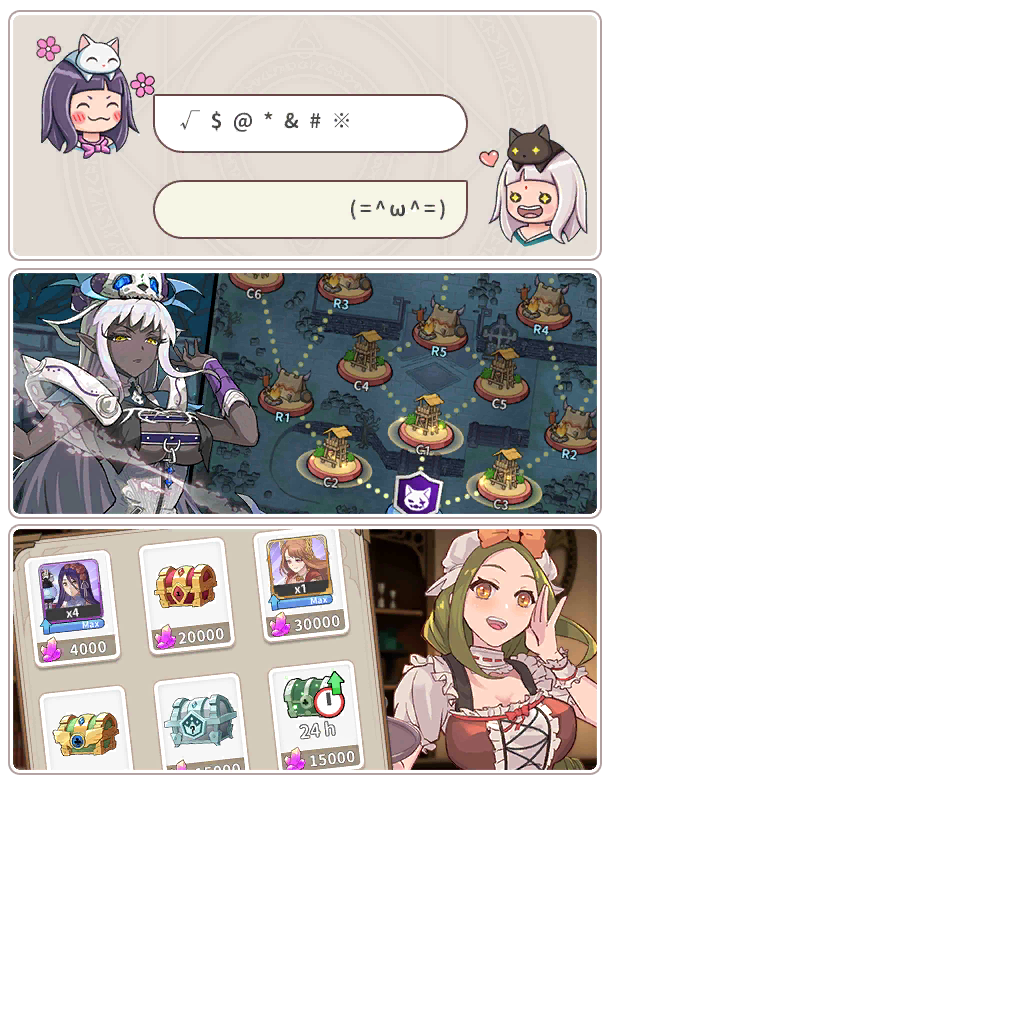 √ $ @ * & # ※
(=^ω^=)
C6
R3
R4
R5
C4
C5
R1
C1
R2
C2
C3
x4
Max
4000
20000
x1
Max
30000
24 h
15000
15000